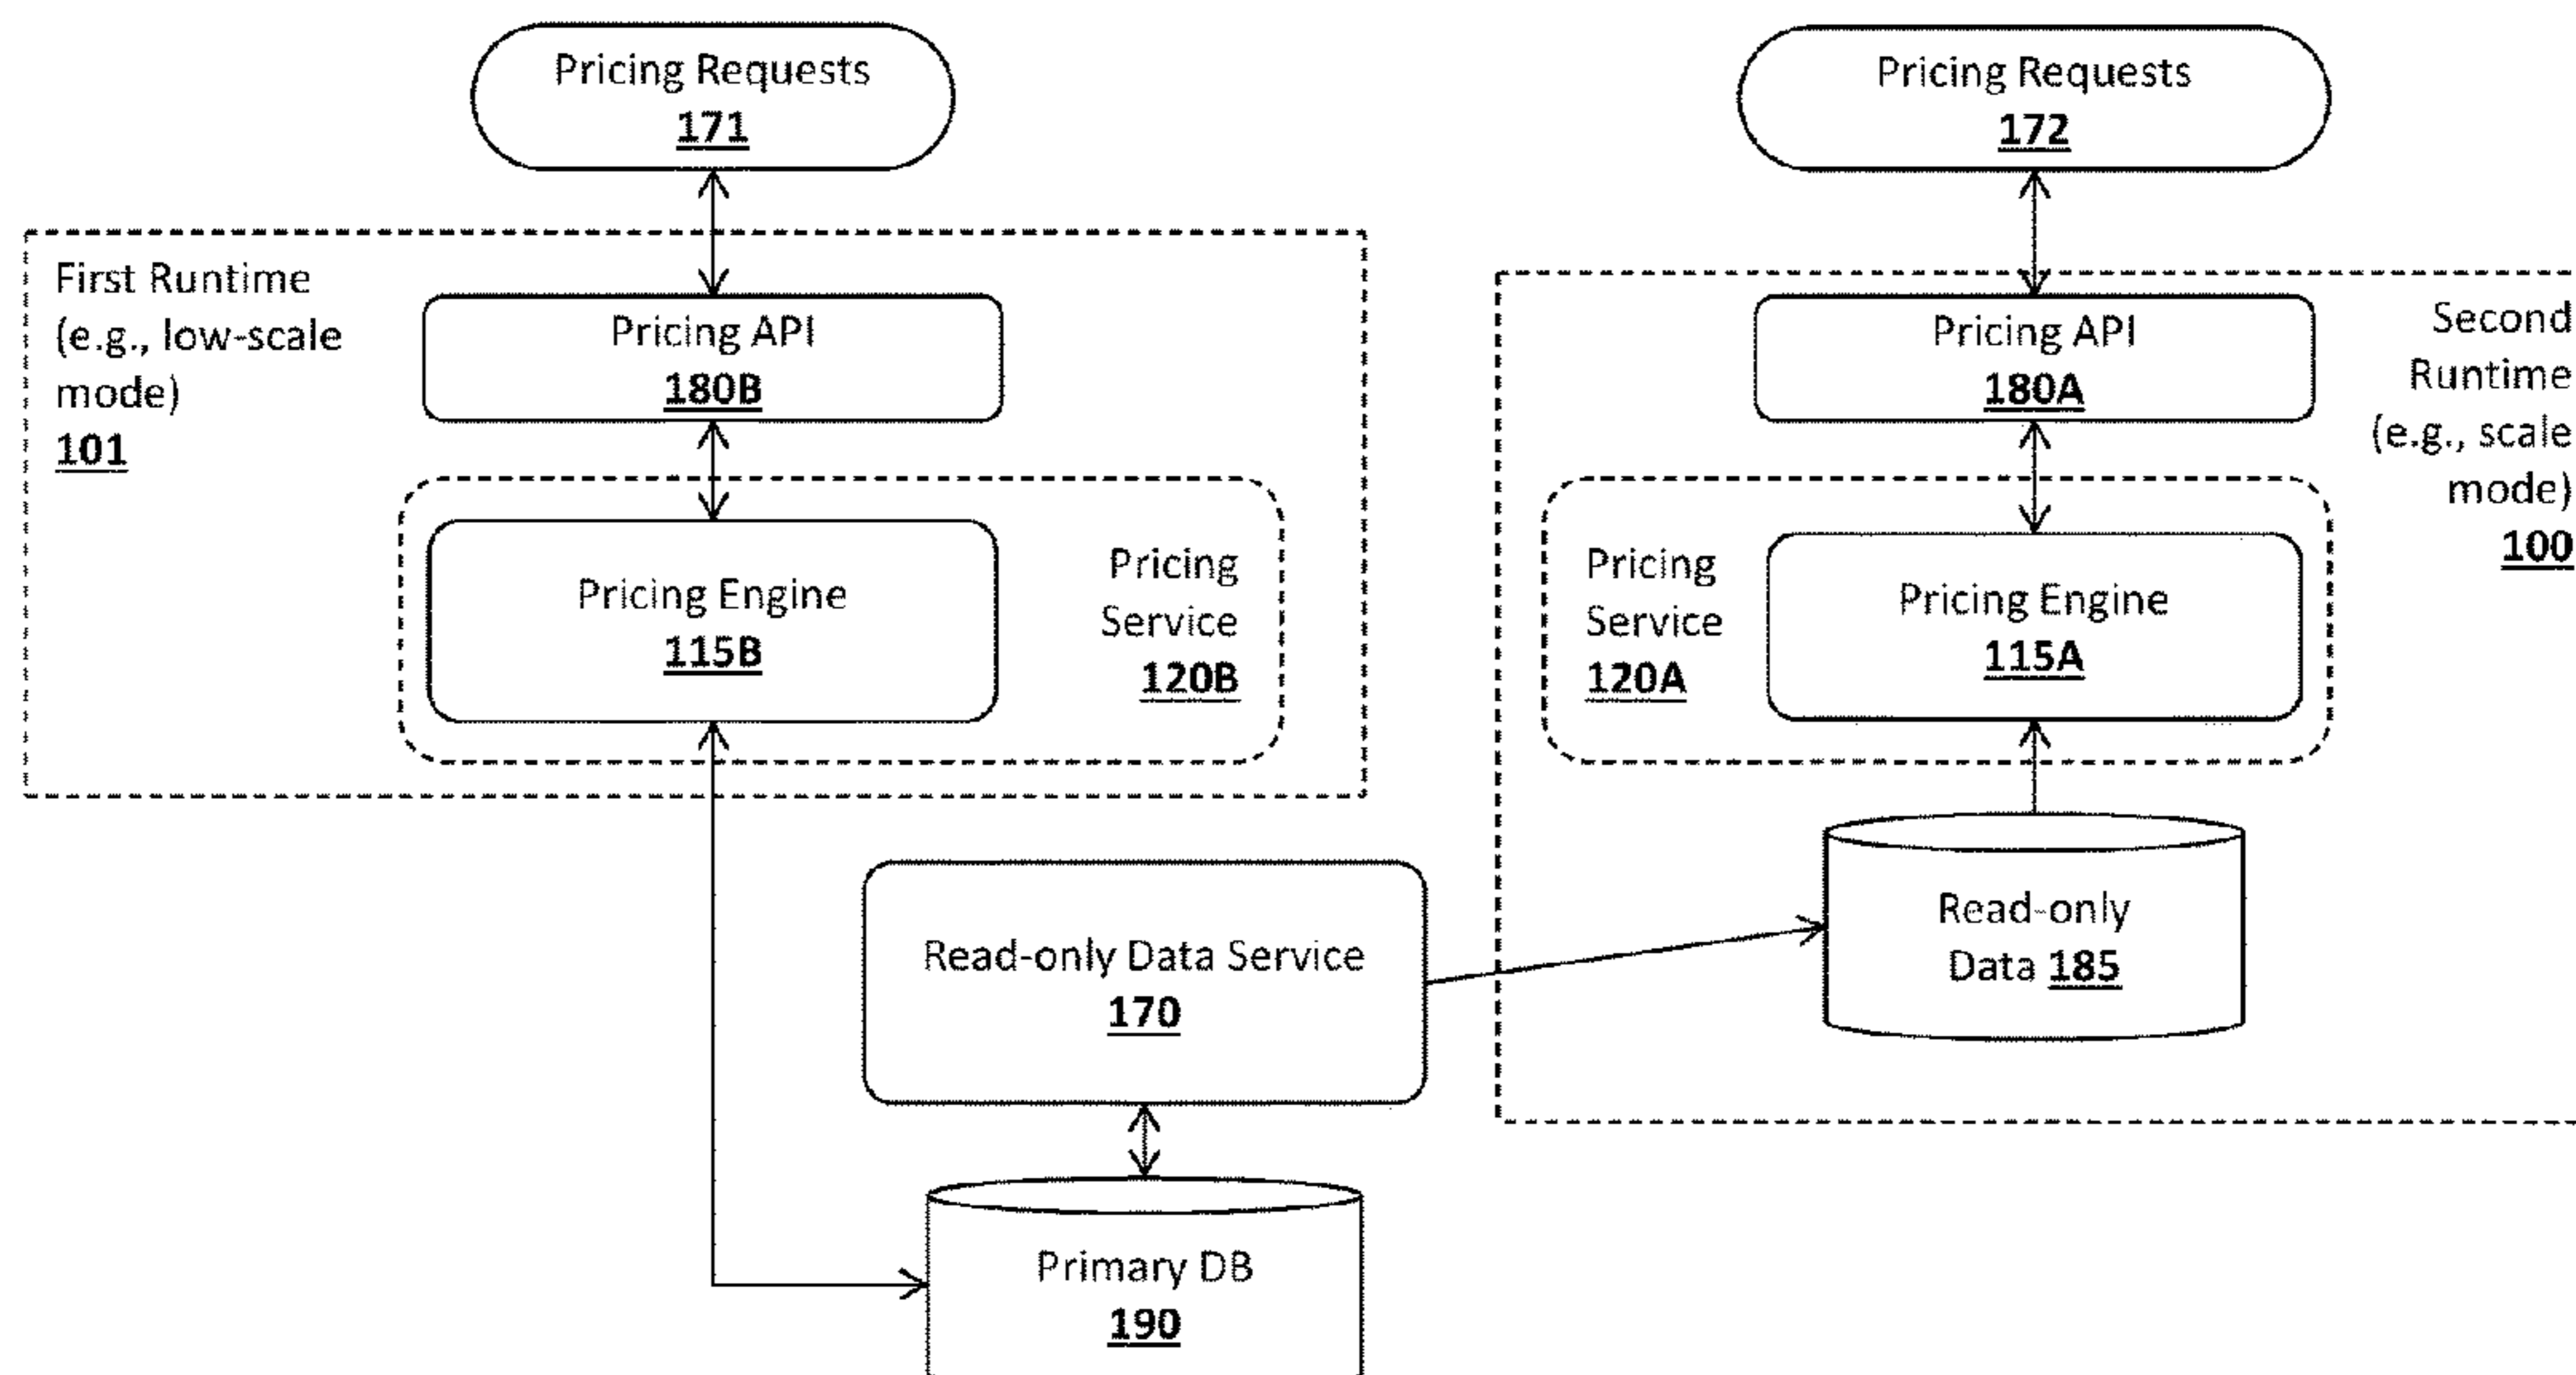 Pricing Requests
171
Pricing Requests
172
First Runtime
(e.g., low-scale
mode)
101
Pricing API
180B
Pricing API
180A
Second
Runtime
(e.g., scale
mode)
100
Pricing Engine
115B
Pricing
Service
120B
Pricing
Service
120A
Pricing Engine
115A
Read-only Data Service
170
Read-only
Data 185
Primary DB
190